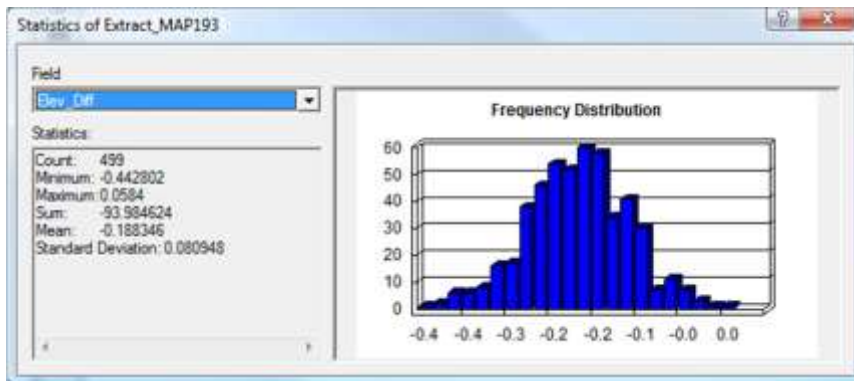 Statistics of Extract_MAP193
Field
Elev_Diff
Statistics:
Count: 499
Minimum: -0.442802
Maximum: 0.0584
Sum: -93.984624
Mean: -0.188346
Standard Deviation: 0.080948
Frequency Distribution
60
50
40
30
20
10
0
-0.4 -0.4 -0.3 -0.2 -0.2 -0.1 -0.0 0.0